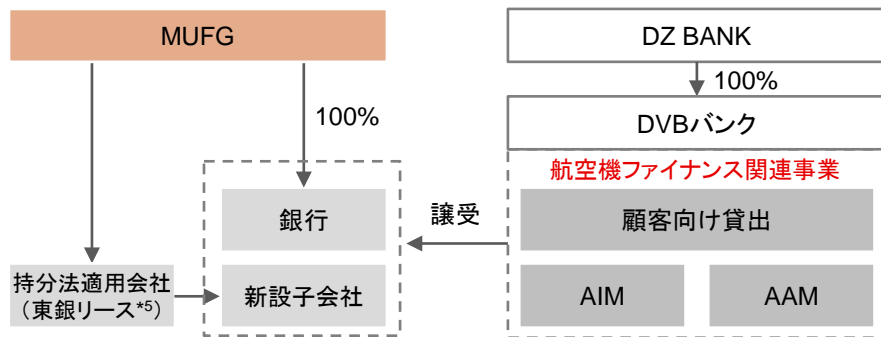 MUFG
DZ BANK
100%
100%
DVBバンク
航空機ファイナンス関連事業
銀行
譲受
顧客向け貸出
持分法適用会社
（東銀リース*5）
新設子会社
AIM
AAM